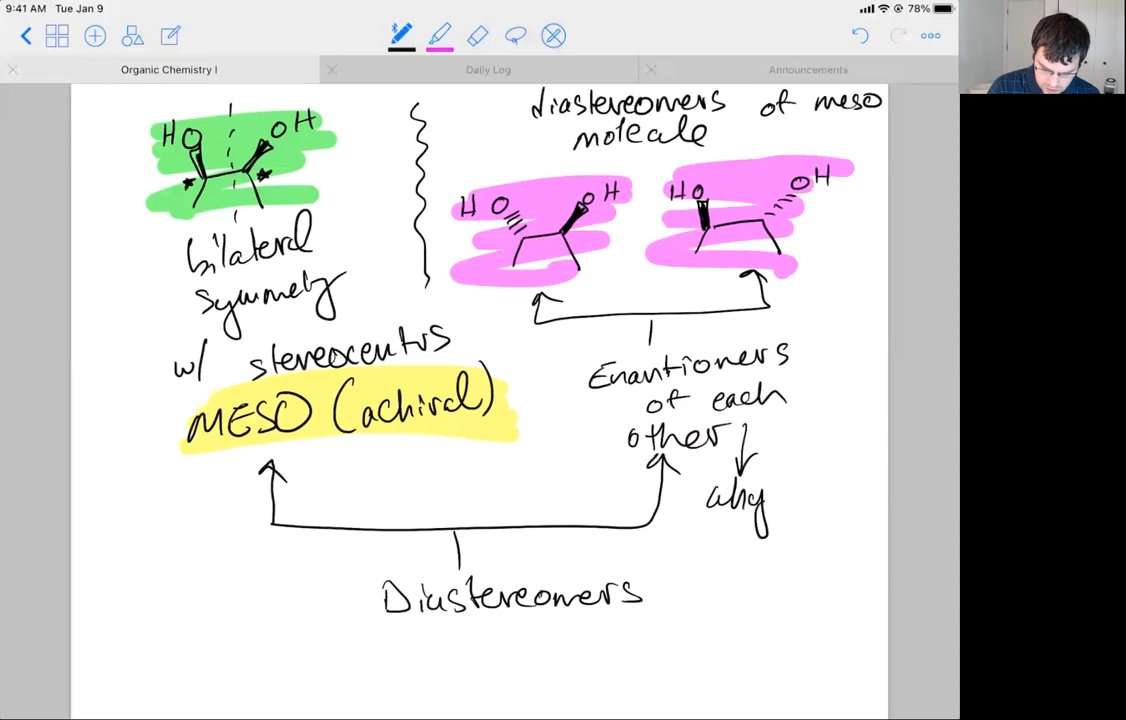 9:41 AM Tue Jan 9
78%
Organic Chemistry I
Daily Log
Announcements
HO OH
bilateral
symmetry
w/ stereocenters
MESO (achiral)
diastereomers of meso
molecule
HO OH
HO OH
Enantiomers
of each
other
why
Diastereomers